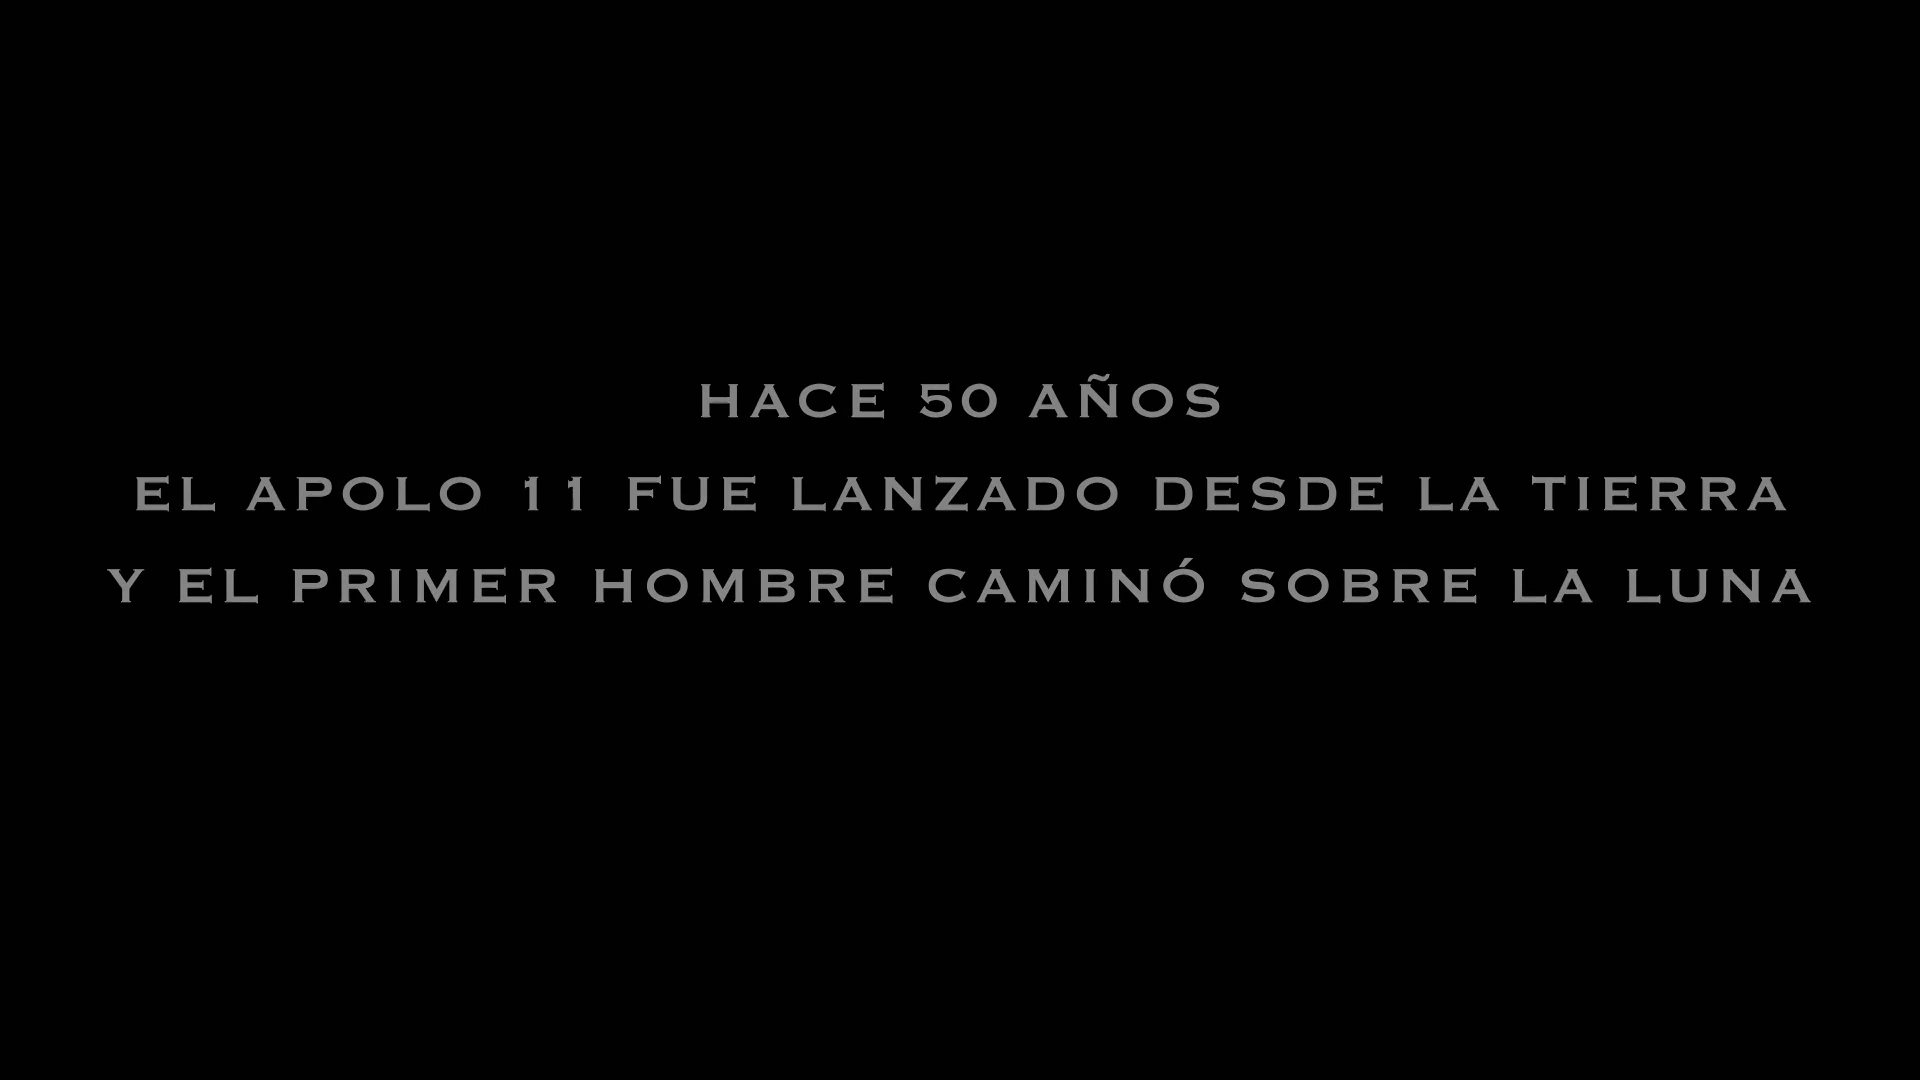 HACE 50 AÑOS
EL APOLO 11 FUE LANZADO DESDE LA TIERRA
Y EL PRIMER HOMBRE CAMINÓ SOBRE LA LUNA